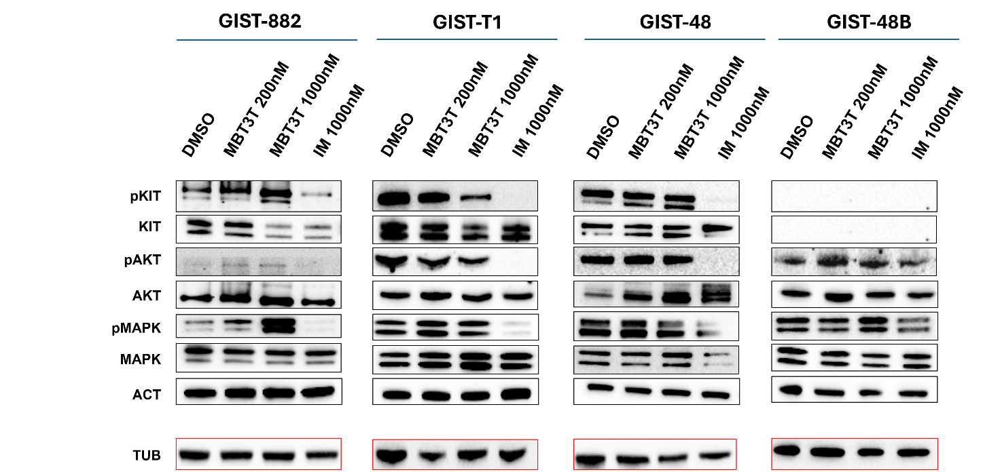 GIST-882 GIST-T1 GIST-48 GIST-48B
DMSO MBT3T 200nM MBT3T 1000nM IM 1000nM DMSO MBT3T 200nM MBT3T 1000nM IM 1000nM DMSO MBT3T 200nM MBT3T 1000nM IM 1000nM DMSO MBT3T 200nM MBT3T 1000nM IM 1000nM
pKIT
KIT
pAKT
AKT
pMAPK
MAPK
ACT
TUB